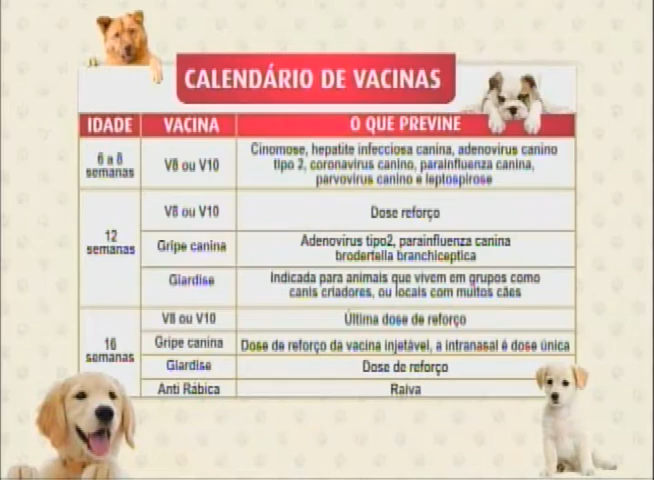 CALENDÁRIO DE VACINAS
IDADE VACINA O QUE PREVINE
6 a 8 semanas
V8 ou V10
Cinomose, hepatite infecciosa canina, adenovirus canino
tipo 2, coronavirus canino, parainfluenza canina,
parvovirus canino e leptospirose
12 semanas
V8 ou V10
Dose reforço
Gripe canina
Adenovirus tipo2, parainfluenza canina
brodertella branchiceptica
Giardise
Indicada para animais que vivem em grupos como
canis criadores, ou locais com muitos cães
16 semanas
V8 ou V10
Última dose de reforço
Gripe canina
Dose de reforço da vacina injetável, a intranasal é dose única
Giardise
Dose de reforço
Anti Rábica
Raiva